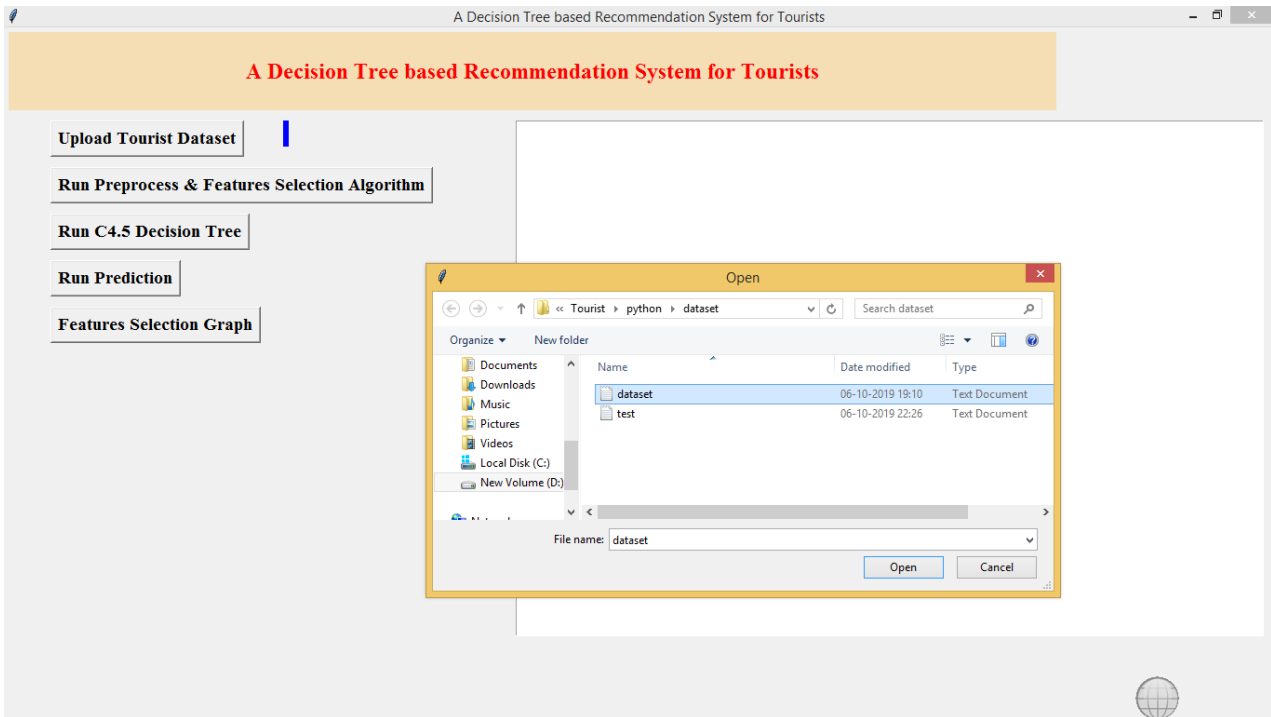 A Decision Tree based Recommendation System for Tourists
A Decision Tree based Recommendation System for Tourists
Upload Tourist Dataset
Run Preprocess & Features Selection Algorithm
Run C4.5 Decision Tree
Run Prediction
Features Selection Graph
Open
« Tourist python dataset
Search dataset
Organize New folder
Documents
Downloads
Music
Pictures
Videos
Local Disk (C:)
New Volume (D:)
Name Date modified Type
dataset 06-10-2019 19:10 Text Document
test 06-10-2019 22:26 Text Document
File name: dataset
Open Cancel